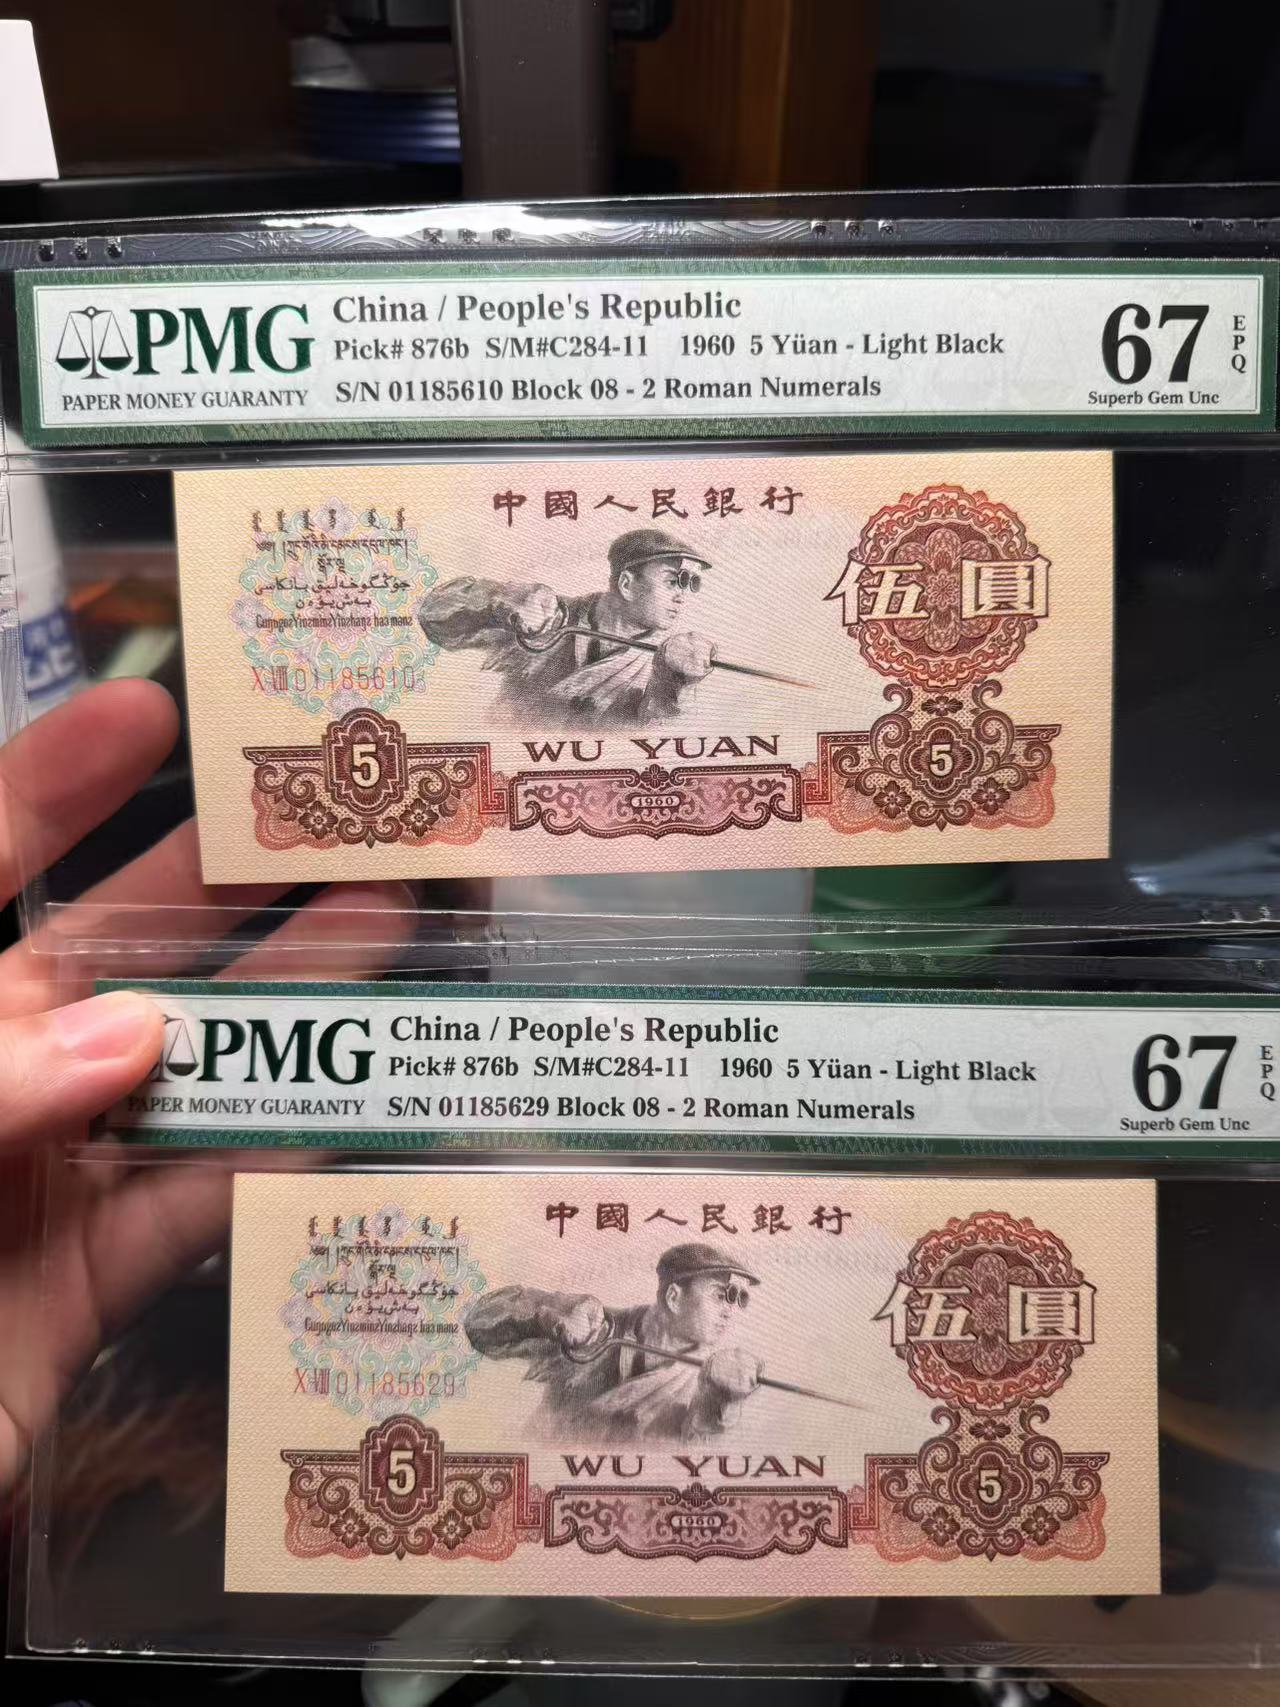 PMG
PAPER MONEY GUARANTY
China / People's Republic
Pick# 876b S/M#C284-11 1960 5 Yüan - Light Black
S/N 01185610 Block 08 - 2 Roman Numerals
67
EPQ
Superb Gem Unc
中國人民銀行
伍圓
X VIII 01185610
WU YUAN
5
1960
5
PMG
PAPER MONEY GUARANTY
China / People's Republic
Pick# 876b S/M#C284-11 1960 5 Yüan - Light Black
S/N 01185629 Block 08 - 2 Roman Numerals
67
EPQ
Superb Gem Unc
中國人民銀行
伍圓
X VIII 01185629
WU YUAN
5
1960
5